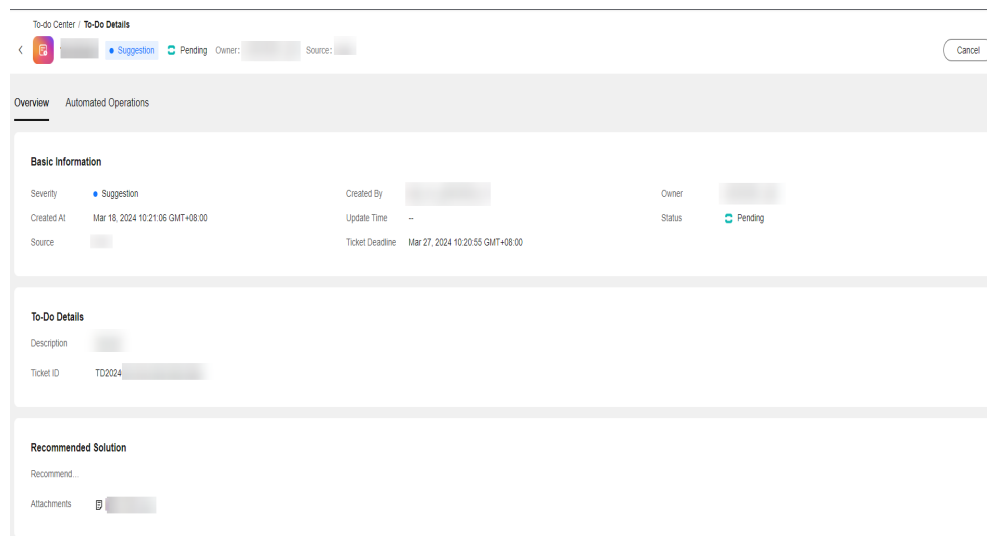 To-do Center / To-Do Details
Suggestion Pending Owner: Source: Cancel
Overview Automated Operations
Basic Information
Severity Suggestion Created By Owner
Created At Mar 18, 2024 10:21:06 GMT+08:00 Update Time -- Status Pending
Source Ticket Deadline Mar 27, 2024 10:20:55 GMT+08:00
To-Do Details
Description
Ticket ID TD2024
Recommended Solution
Recommend...
Attachments